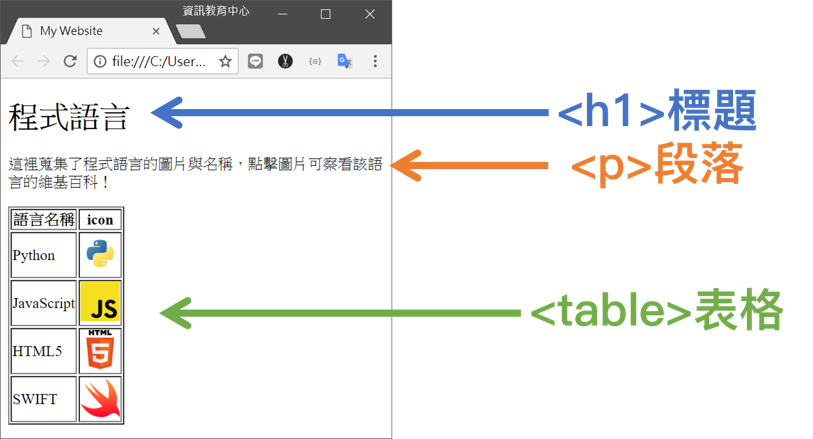 資訊教育中心
My Website
file:///C:/User...
程式語言
<h1>標題
這裡蒐集了程式語言的圖片與名稱，點擊圖片可察看該語
言的維基百科！
<p>段落
語言名稱 icon
Python
JavaScript JS
<table>表格
HTML5 HTML 5
SWIFT